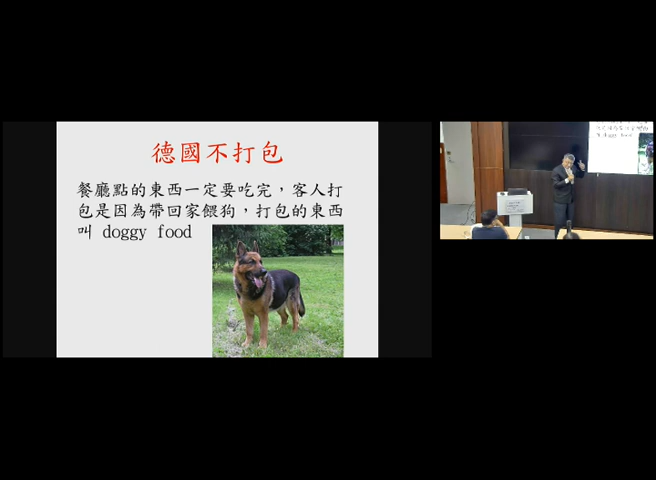 德國不打包
餐廳點的東西一定要吃完，客人打
包是因為帶回家餵狗，打包的東西
叫 doggy food